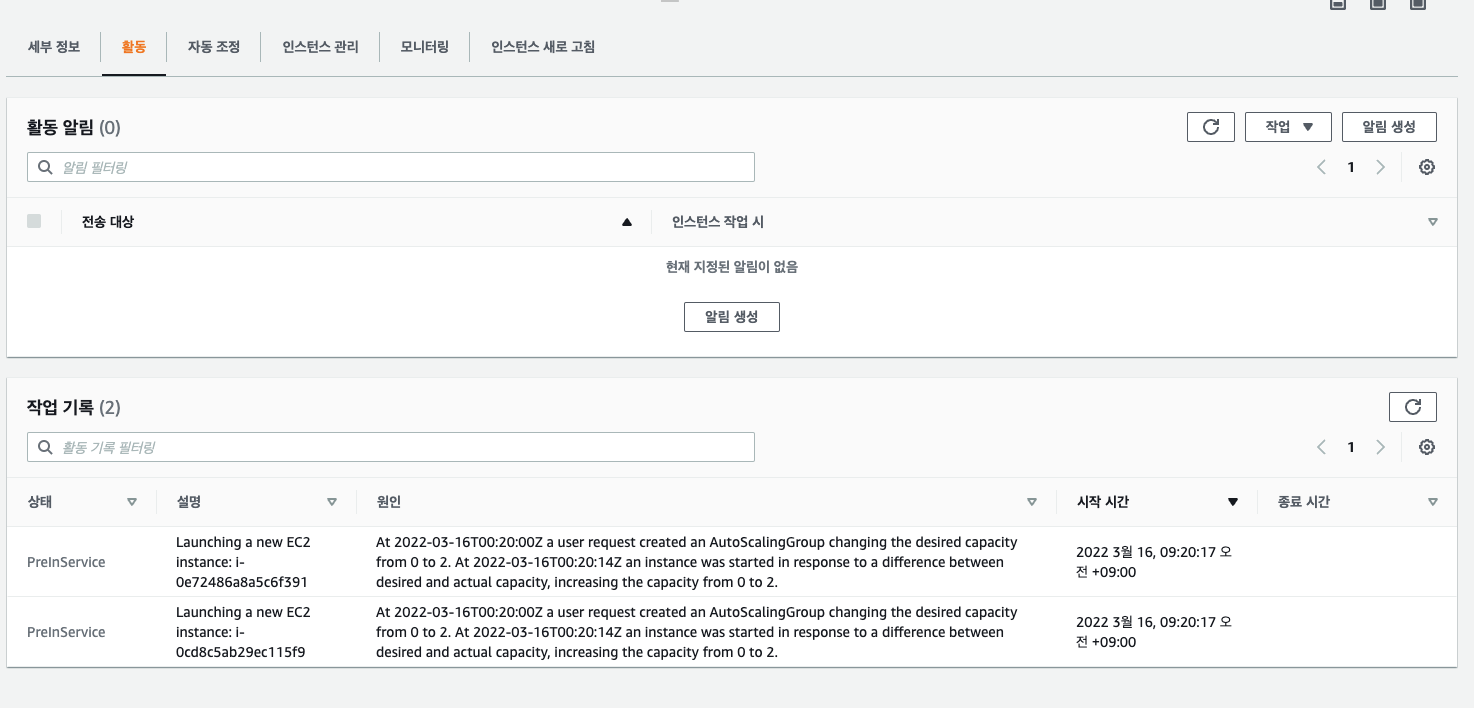 세부 정보 활동 자동 조정 인스턴스 관리 모니터링 인스턴스 새로 고침
활동 알림 (0)
작업 알림 생성
알림 필터링
1
전송 대상 인스턴스 작업 시
현재 지정된 알림이 없음
알림 생성
작업 기록 (2)
활동 기록 필터링
1
상태 설명 원인 시작 시간 종료 시간
PreInService
Launching a new EC2
instance: i-
0e72486a8a5c6f391
At 2022-03-16T00:20:00Z a user request created an AutoScalingGroup changing the desired capacity
from 0 to 2. At 2022-03-16T00:20:14Z an instance was started in response to a difference between
desired and actual capacity, increasing the capacity from 0 to 2.
2022 3월 16, 09:20:17 오
전 +09:00
PreInService
Launching a new EC2
instance: i-
0cd8c5ab29ec115f9
At 2022-03-16T00:20:00Z a user request created an AutoScalingGroup changing the desired capacity
from 0 to 2. At 2022-03-16T00:20:14Z an instance was started in response to a difference between
desired and actual capacity, increasing the capacity from 0 to 2.
2022 3월 16, 09:20:17 오
전 +09:00